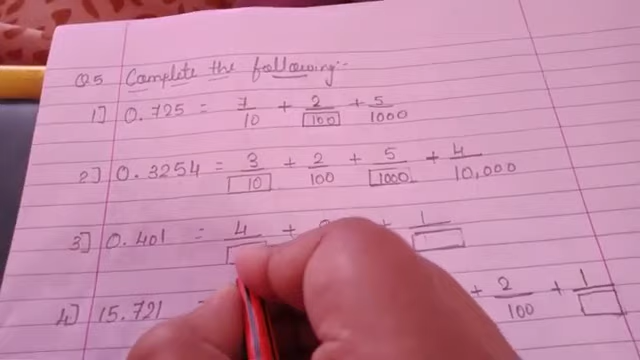 Q5 Complete the following:-
1] 0.725 = 7/10 + 2/100 + 5/1000
2] 0.3254 = 3/10 + 2/100 + 5/1000 + 4/10,000
3] 0.401 = 4/ + 0 + 1/
4] 15.721 = + 2/100 + 1/